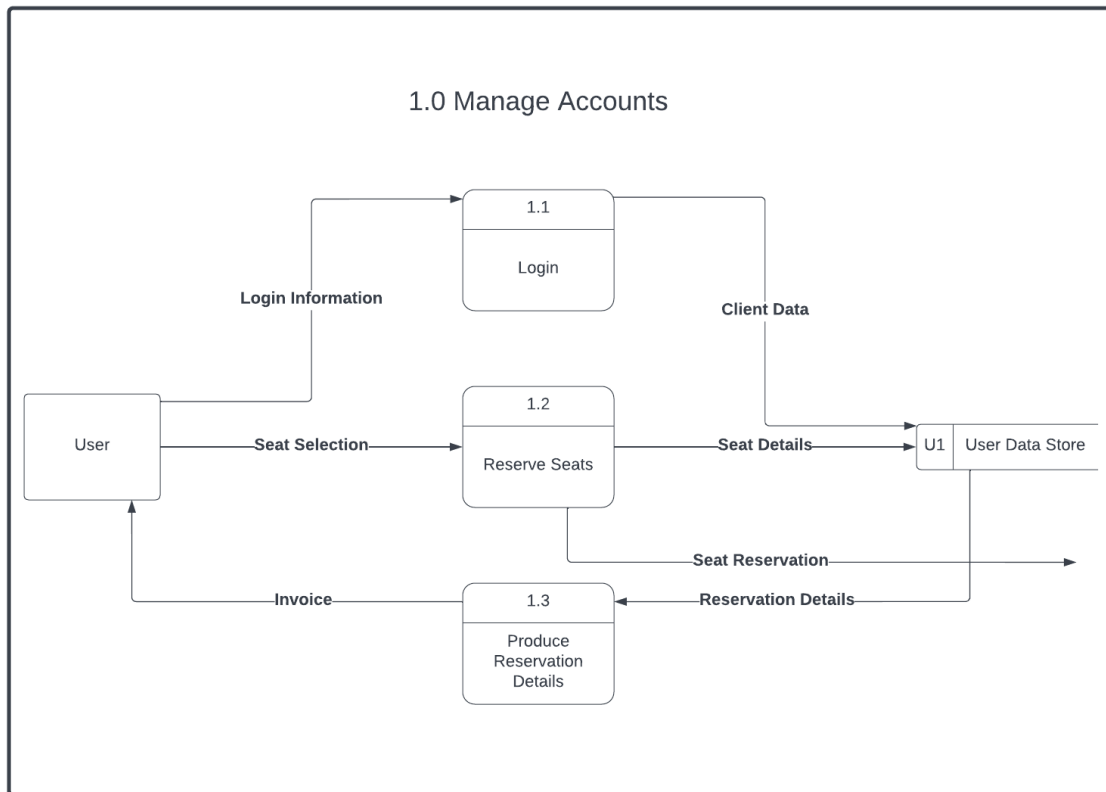 1.0 Manage Accounts
1.1
Login
Login Information
Client Data
1.2
User
Seat Selection
Reserve Seats
Seat Details
U1
User Data Store
Seat Reservation
Invoice
1.3
Reservation Details
Produce
Reservation
Details